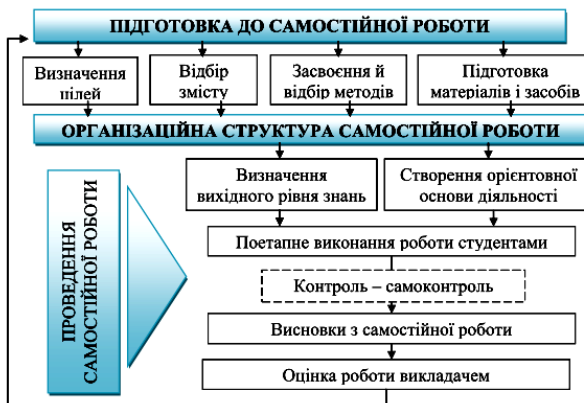 ПІДГОТОВКА ДО САМОСТІЙНОЇ РОБОТИ
Визначення
цілей
Відбір
змісту
Засвоєння й
відбір методів
Підготовка
матеріалів і засобів
ОРГАНІЗАЦІЙНА СТРУКТУРА САМОСТІЙНОЇ РОБОТИ
Визначення
вихідного рівня знань
Створення орієнтовної
основи діяльності
ПРОВЕДЕННЯ
САМОСТІЙНОЇ РОБОТИ
Поетапне виконання роботи студентами
Контроль – самоконтроль
Висновки з самостійної роботи
Оцінка роботи викладачем